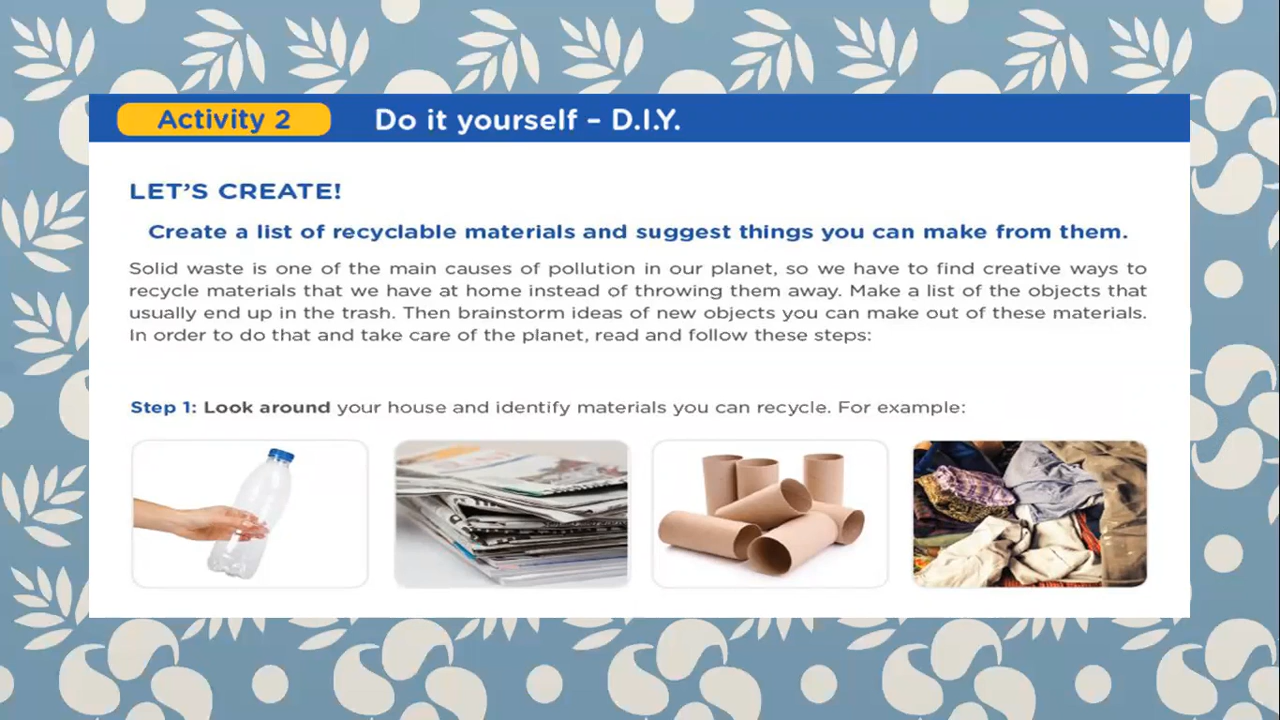 Activity 2 Do it yourself – D.I.Y.
LET'S CREATE!
Create a list of recyclable materials and suggest things you can make from them.
Solid waste is one of the main causes of pollution in our planet, so we have to find creative ways to
recycle materials that we have at home instead of throwing them away. Make a list of the objects that
usually end up in the trash. Then brainstorm ideas of new objects you can make out of these materials.
In order to do that and take care of the planet, read and follow these steps:
Step 1: Look around your house and identify materials you can recycle. For example: